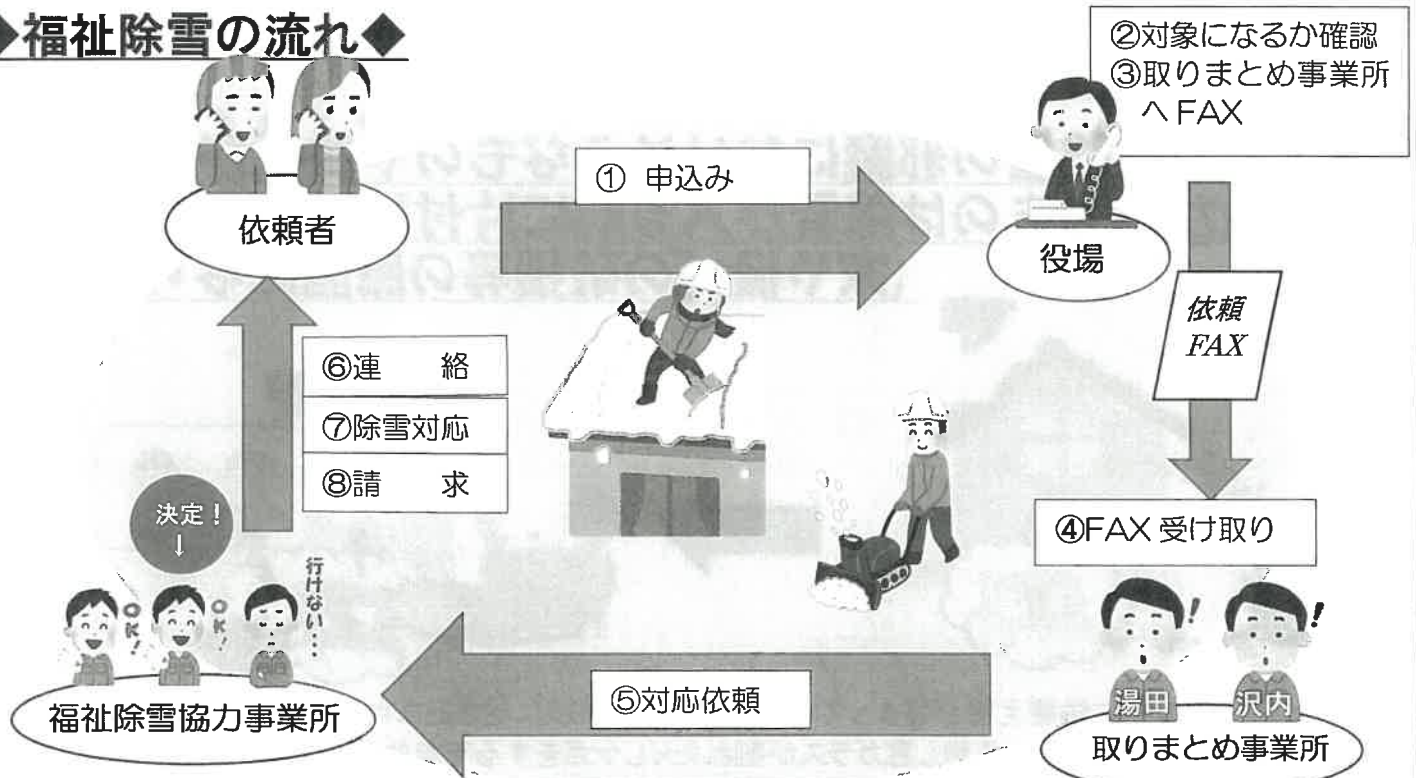 ◆福祉除雪の流れ◆
②対象になるか確認
③取りまとめ事業所
へFAX
① 申込み
依頼者
役場
依頼
FAX
⑥連 絡
⑦除雪対応
⑧請 求
決定！
↓
④FAX 受け取り
OK!
OK!
行けない・・・
！
！
湯田
沢内
⑤対応依頼
福祉除雪協力事業所
取りまとめ事業所